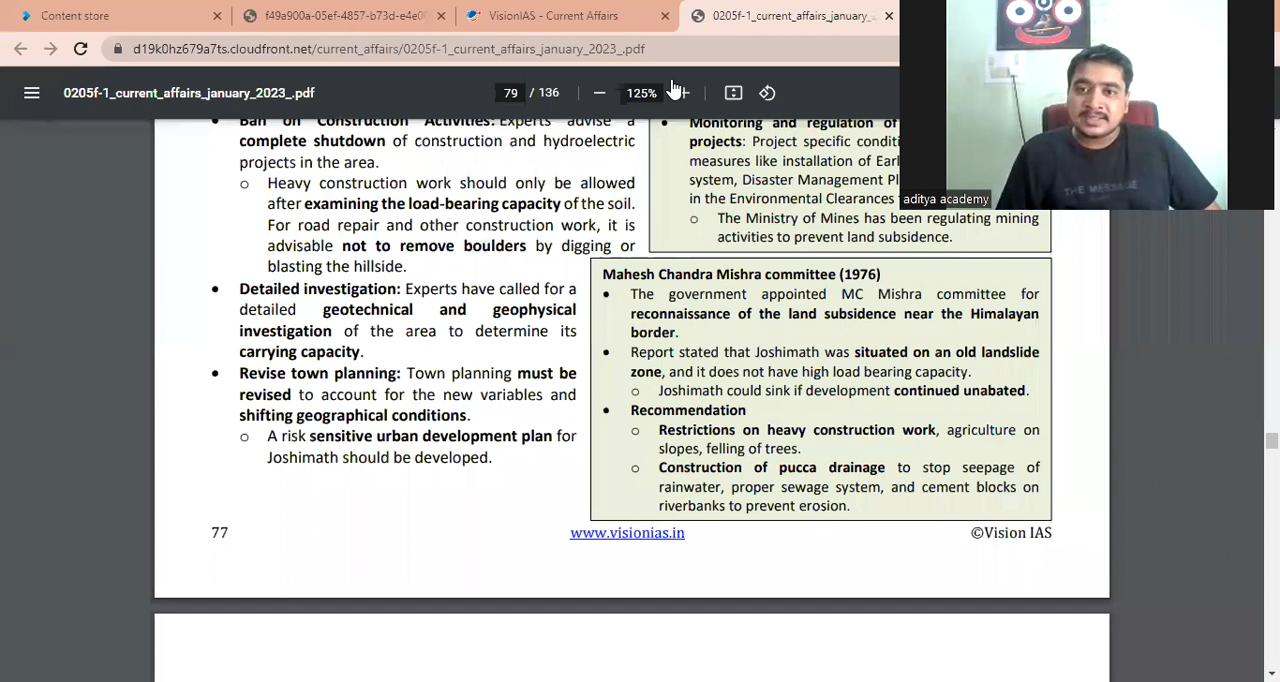 Content store
f49a900a-05ef-4857-b73d-e4e0
VisionIAS - Current Affairs
0205f-1_current_affairs_january_
d19k0hz679a7ts.cloudfront.net/current_affairs/0205f-1_current_affairs_january_2023_.pdf
0205f-1_current_affairs_january_2023_.pdf
79 / 136
125%
Ban on Construction Activities: Experts advise a
complete shutdown of construction and hydroelectric
projects in the area.
Heavy construction work should only be allowed
after examining the load-bearing capacity of the soil.
For road repair and other construction work, it is
advisable not to remove boulders by digging or
blasting the hillside.
Detailed investigation: Experts have called for a
detailed geotechnical and geophysical
investigation of the area to determine its
carrying capacity.
Revise town planning: Town planning must be
revised to account for the new variables and
shifting geographical conditions.
A risk sensitive urban development plan for
Joshimath should be developed.
Monitoring and regulation of
projects: Project specific
measures like installation of
system, Disaster Management
in the Environmental Clearances
The Ministry of Mines has been regulating mining
activities to prevent land subsidence.
Mahesh Chandra Mishra committee (1976)
The government appointed MC Mishra committee for
reconnaissance of the land subsidence near the Himalayan
border.
Report stated that Joshimath was situated on an old landslide
zone, and it does not have high load bearing capacity.
Joshimath could sink if development continued unabated.
Recommendation
Restrictions on heavy construction work, agriculture on
slopes, felling of trees.
Construction of pucca drainage to stop seepage of
rainwater, proper sewage system, and cement blocks on
riverbanks to prevent erosion.
77
www.visionias.in
©Vision IAS
THE MESSAGE
aditya academy